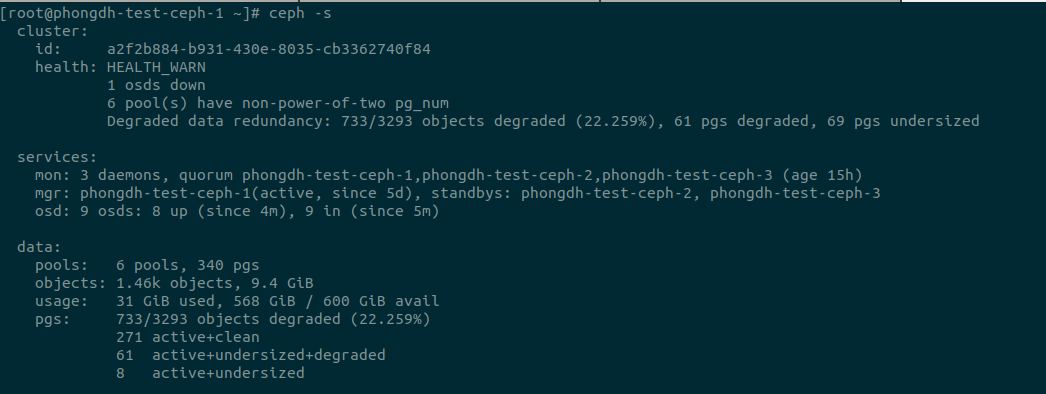 [root@phongdh-test-ceph-1 ~]# ceph -s
  cluster:
    id:     a2f2b884-b931-430e-8035-cb3362740f84
    health: HEALTH_WARN
            1 osds down
            6 pool(s) have non-power-of-two pg_num
            Degraded data redundancy: 733/3293 objects degraded (22.259%), 61 pgs degraded, 69 pgs undersized

  services:
    mon: 3 daemons, quorum phongdh-test-ceph-1,phongdh-test-ceph-2,phongdh-test-ceph-3 (age 15h)
    mgr: phongdh-test-ceph-1(active, since 5d), standbys: phongdh-test-ceph-2, phongdh-test-ceph-3
    osd: 9 osds: 8 up (since 4m), 9 in (since 5m)

  data:
    pools:   6 pools, 340 pgs
    objects: 1.46k objects, 9.4 GiB
    usage:   31 GiB used, 568 GiB / 600 GiB avail
    pgs:     733/3293 objects degraded (22.259%)
             271 active+clean
             61  active+undersized+degraded
             8   active+undersized